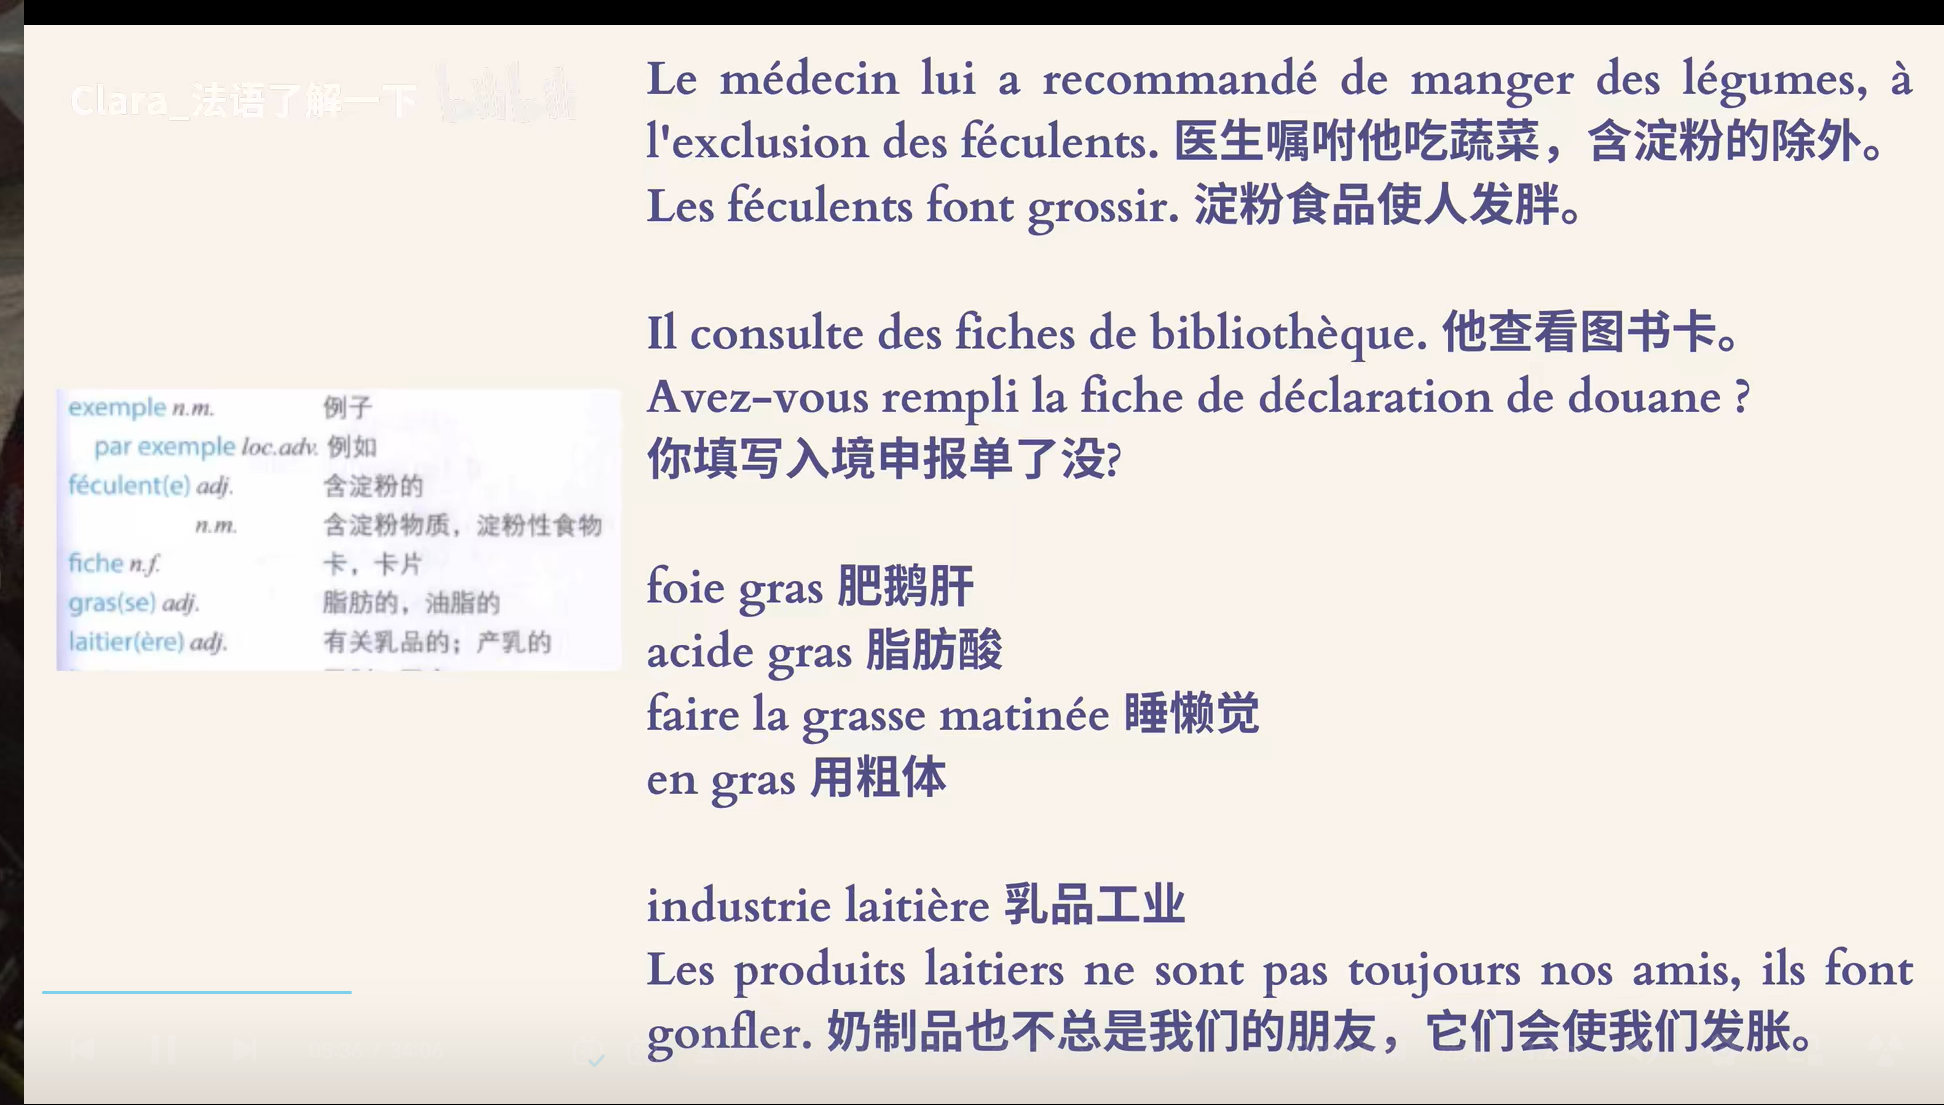 Clara_法语了解一下 bilibili
exemple n.m. 例子
par exemple loc.adv. 例如
féculent(e) adj. 含淀粉的
n.m. 含淀粉物质，淀粉性食物
fiche n.f. 卡，卡片
gras(se) adj. 脂肪的，油脂的
laitier(ère) adj. 有关乳品的；产乳的
Le médecin lui a recommandé de manger des légumes, à
l'exclusion des féculents. 医生嘱咐他吃蔬菜，含淀粉的除外。
Les féculents font grossir. 淀粉食品使人发胖。
Il consulte des fiches de bibliothèque. 他查看图书卡。
Avez-vous rempli la fiche de déclaration de douane ?
你填写入境申报单了没?
foie gras 肥鹅肝
acide gras 脂肪酸
faire la grasse matinée 睡懒觉
en gras 用粗体
industrie laitière 乳品工业
Les produits laitiers ne sont pas toujours nos amis, ils font
gonfler. 奶制品也不总是我们的朋友，它们会使我们发胀。